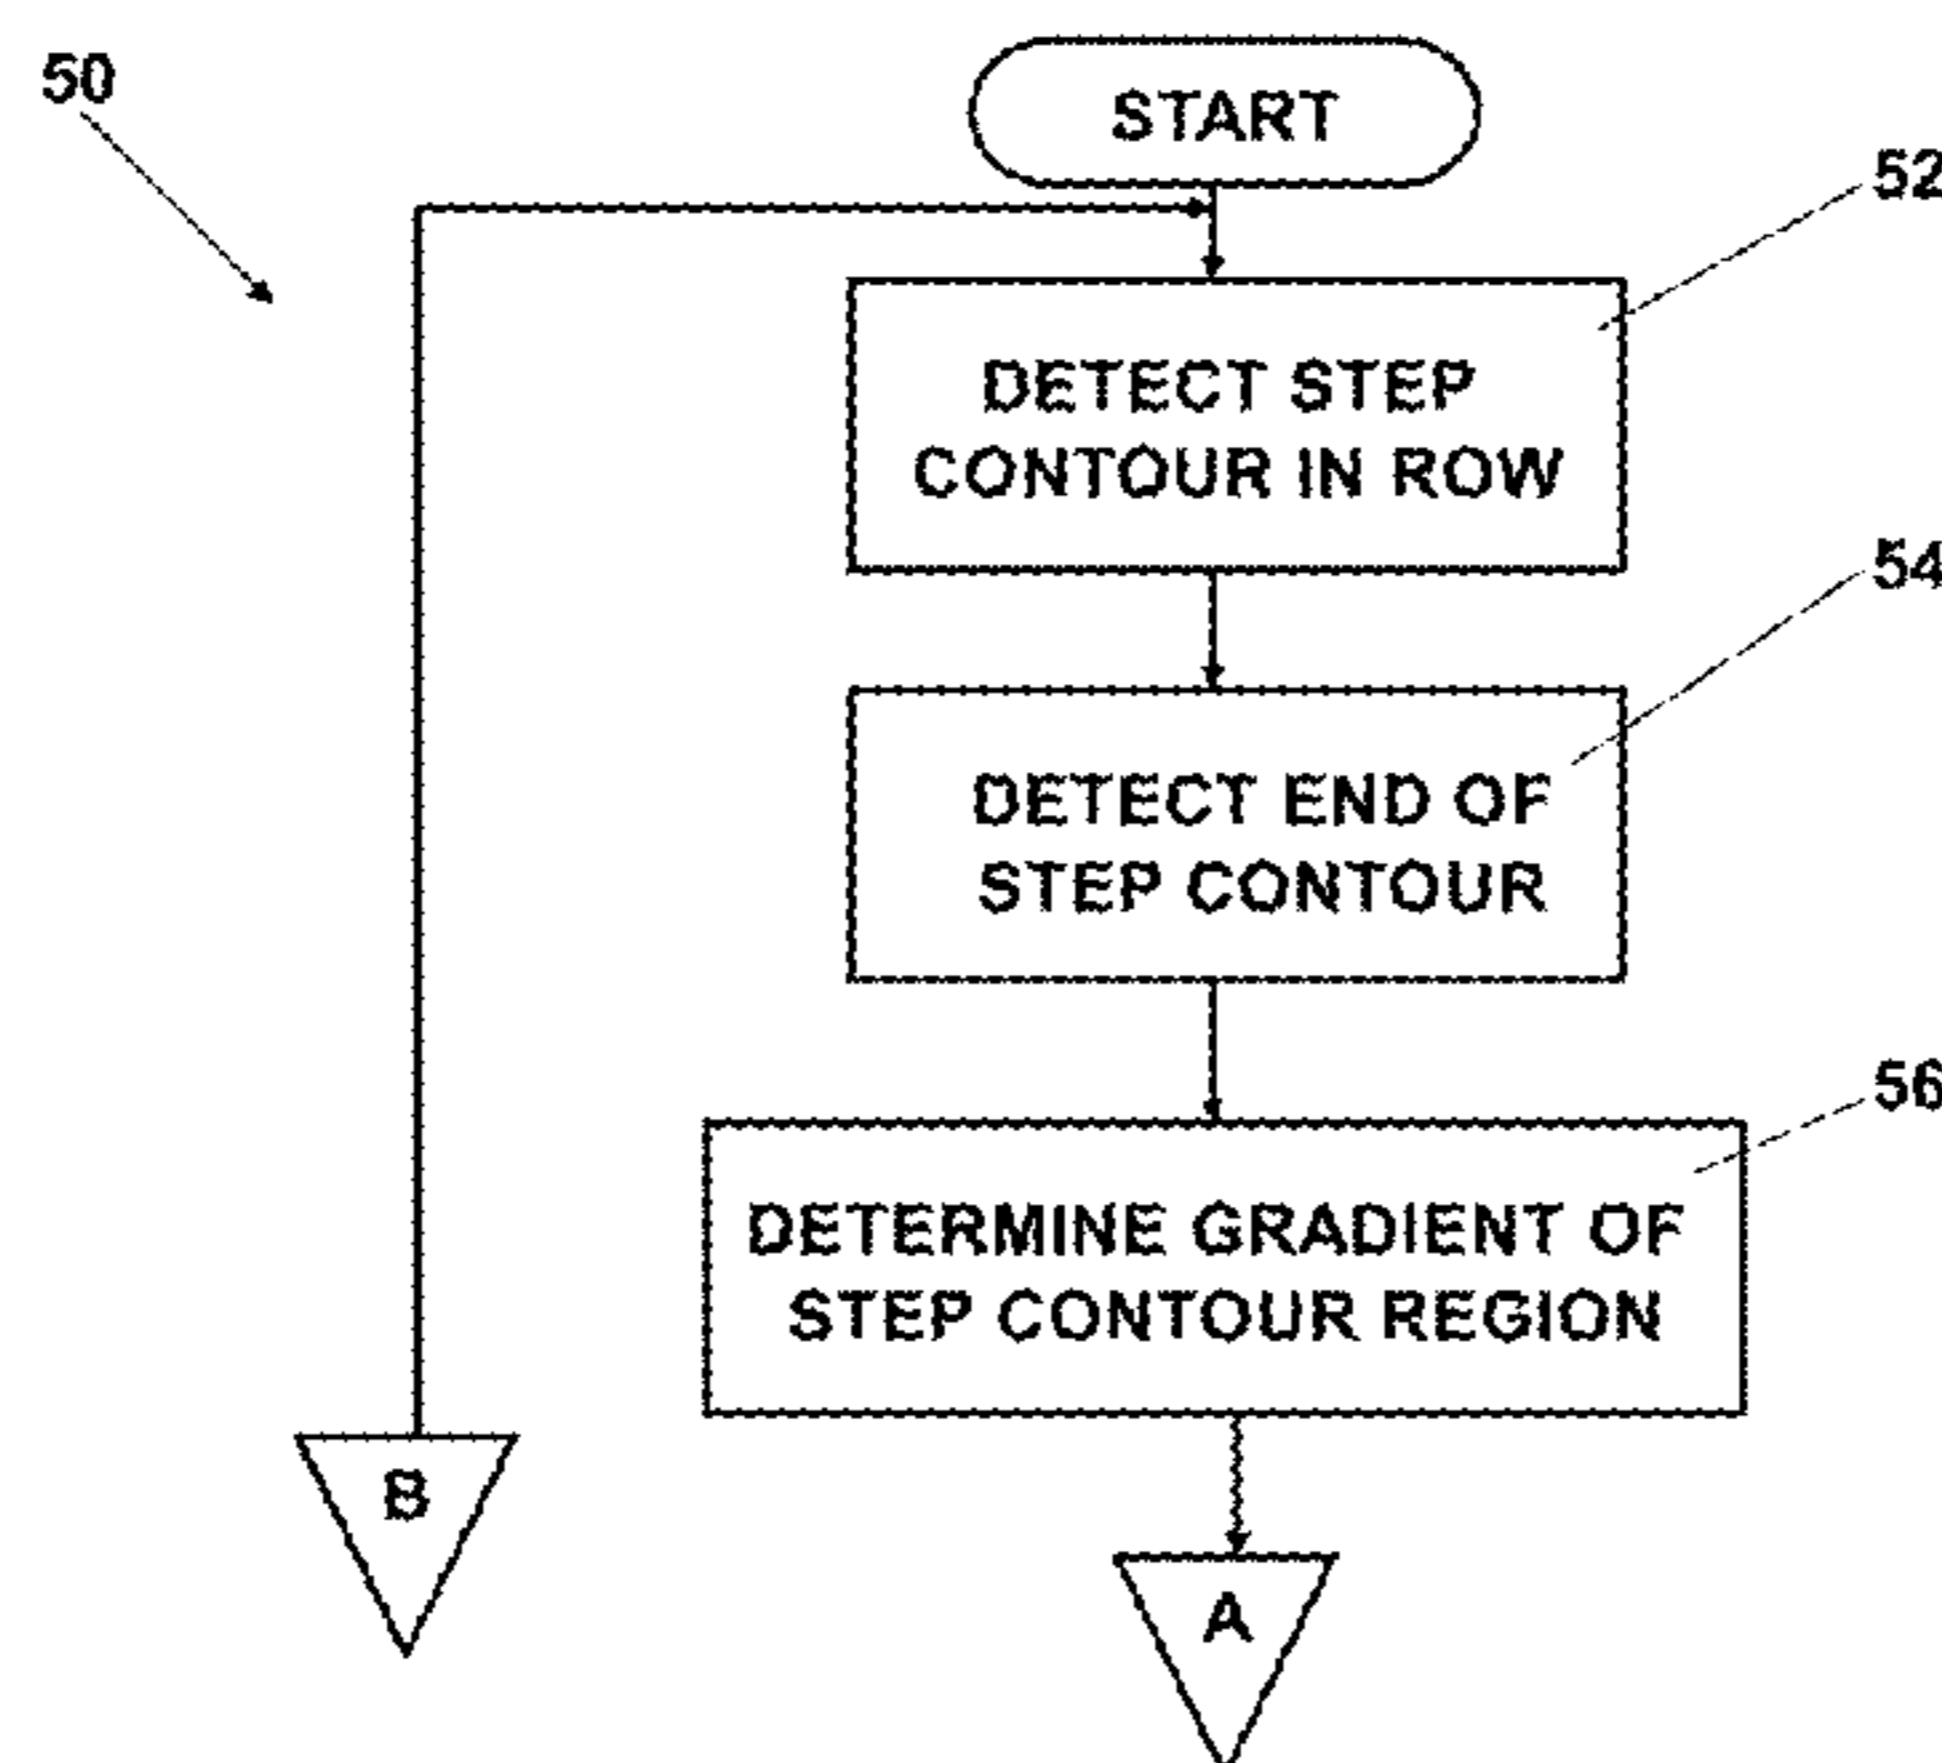 50
START
52
DETECT STEP
CONTOUR IN ROW
54
DETECT END OF
STEP CONTOUR
56
DETERMINE GRADIENT OF
STEP CONTOUR REGION
B
A